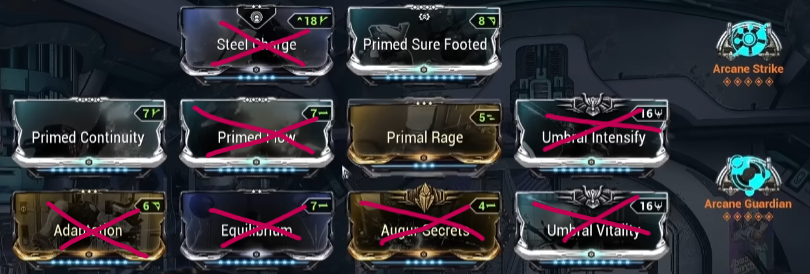 ^18
Steel Charge
8
Primed Sure Footed
Arcane Strike
7
Primed Continuity
7
Primed Flow
5
Primal Rage
16
Umbral Intensify
Arcane Guardian
6
Adaptation
7
Equilibrium
4
Augur Secrets
16
Umbral Vitality